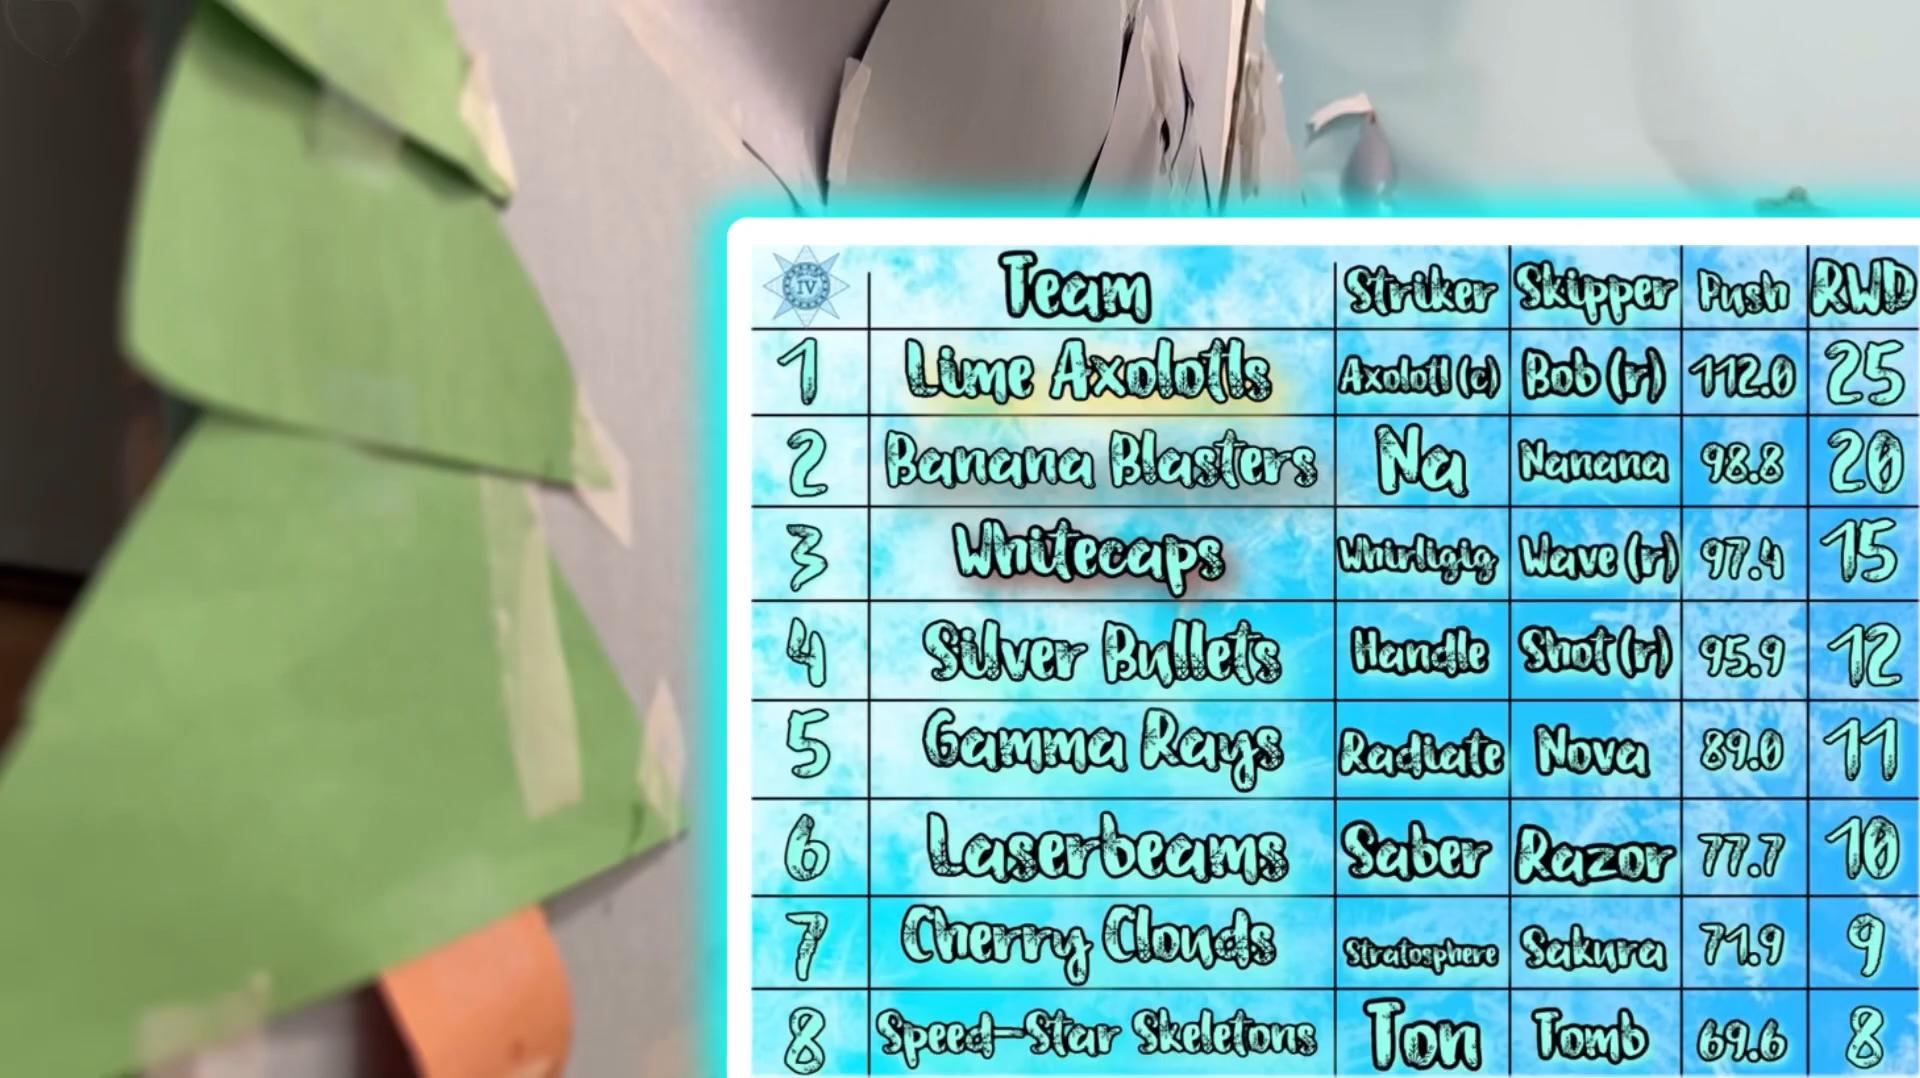 IV Team Striker Skipper Push RWD
1 Lime Axolotls Axolotl (c) Bob (r) 112.0 25
2 Banana Blasters Na Nanana 98.8 20
3 Whitecaps Whirligig Wave (r) 97.4 15
4 Silver Bullets Handle Shot (r) 95.9 12
5 Gamma Rays Radiate Nova 89.0 11
6 Laserbeams Saber Razor 77.7 10
7 Cherry Clouds Stratosphere Sakura 71.9 9
8 Speed-Star Skeletons Ton Tomb 69.6 8